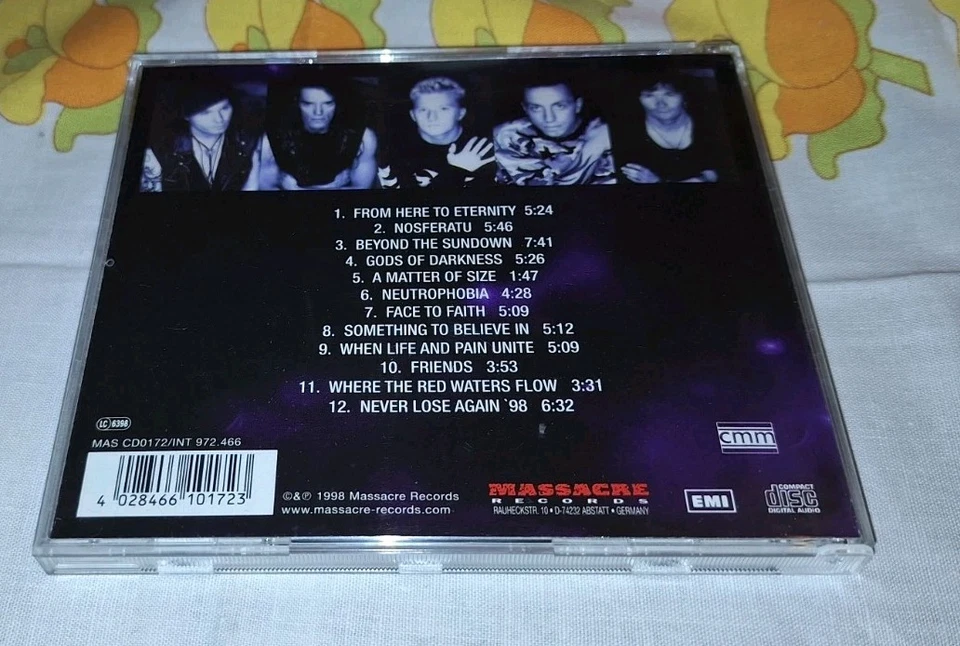 1. FROM HERE TO ETERNITY 5:24
2. NOSFERATU 5:46
3. BEYOND THE SUNDOWN 7:41
4. GODS OF DARKNESS 5:26
5. A MATTER OF SIZE 1:47
6. NEUTROPHOBIA 4:28
7. FACE TO FAITH 5:09
8. SOMETHING TO BELIEVE IN 5:12
9. WHEN LIFE AND PAIN UNITE 5:09
10. FRIENDS 3:53
11. WHERE THE RED WATERS FLOW 3:31
12. NEVER LOSE AGAIN `98 6:32
LC 6398
MAS CD0172/INT 972.466
4 028466 101723
©&℗ 1998 Massacre Records
www.massacre-records.com
MASSACRE
RECORDS
RAUHECKSTR. 10 • D-74232 ABSTATT • GERMANY
cmm
EMI
COMPACT
disc
DIGITAL AUDIO